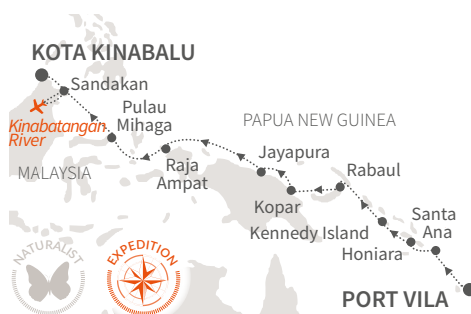 KOTA KINABALU
Sandakan
Kinabatangan
River
Pulau
Mihaga
PAPUA NEW GUINEA
MALAYSIA
Raja
Ampat
Jayapura
Rabaul
Kopar
Kennedy Island
Santa
Ana
Honiara
PORT VILA
NATURALIST
EXPEDITION